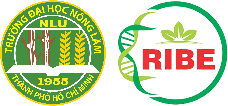 TRƯỜNG ĐẠI HỌC NÔNG LÂM
NLU
1955
THÀNH PHỐ HỒ CHÍ MINH
RIBE